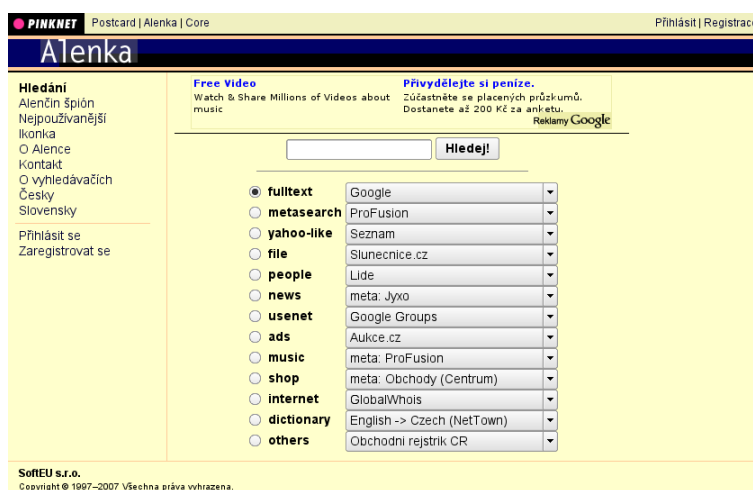 PINKNET Postcard | Alenka | Core Přihlásit | Registrace
Alenka
Hledání
Alenčin špión
Nejpoužívanější
Ikonka
O Alence
Kontakt
O vyhledávačích
Česky
Slovensky
Přihlásit se
Zaregistrovat se
Free Video
Watch & Share Millions of Videos about
music
Přivydělejte si peníze.
Zúčastněte se placených průzkumů.
Dostanete až 200 Kč za anketu.
Reklamy Google
Hledej!
fulltext Google
metasearch ProFusion
yahoo-like Seznam
file Slunecnice.cz
people Lide
news meta: Jyxo
usenet Google Groups
ads Aukce.cz
music meta: ProFusion
shop meta: Obchody (Centrum)
internet GlobalWhois
dictionary English -> Czech (NetTown)
others Obchodni rejstrik CR
SoftEU s.r.o.
Copyright © 1997–2007 Všechna práva vyhrazena.